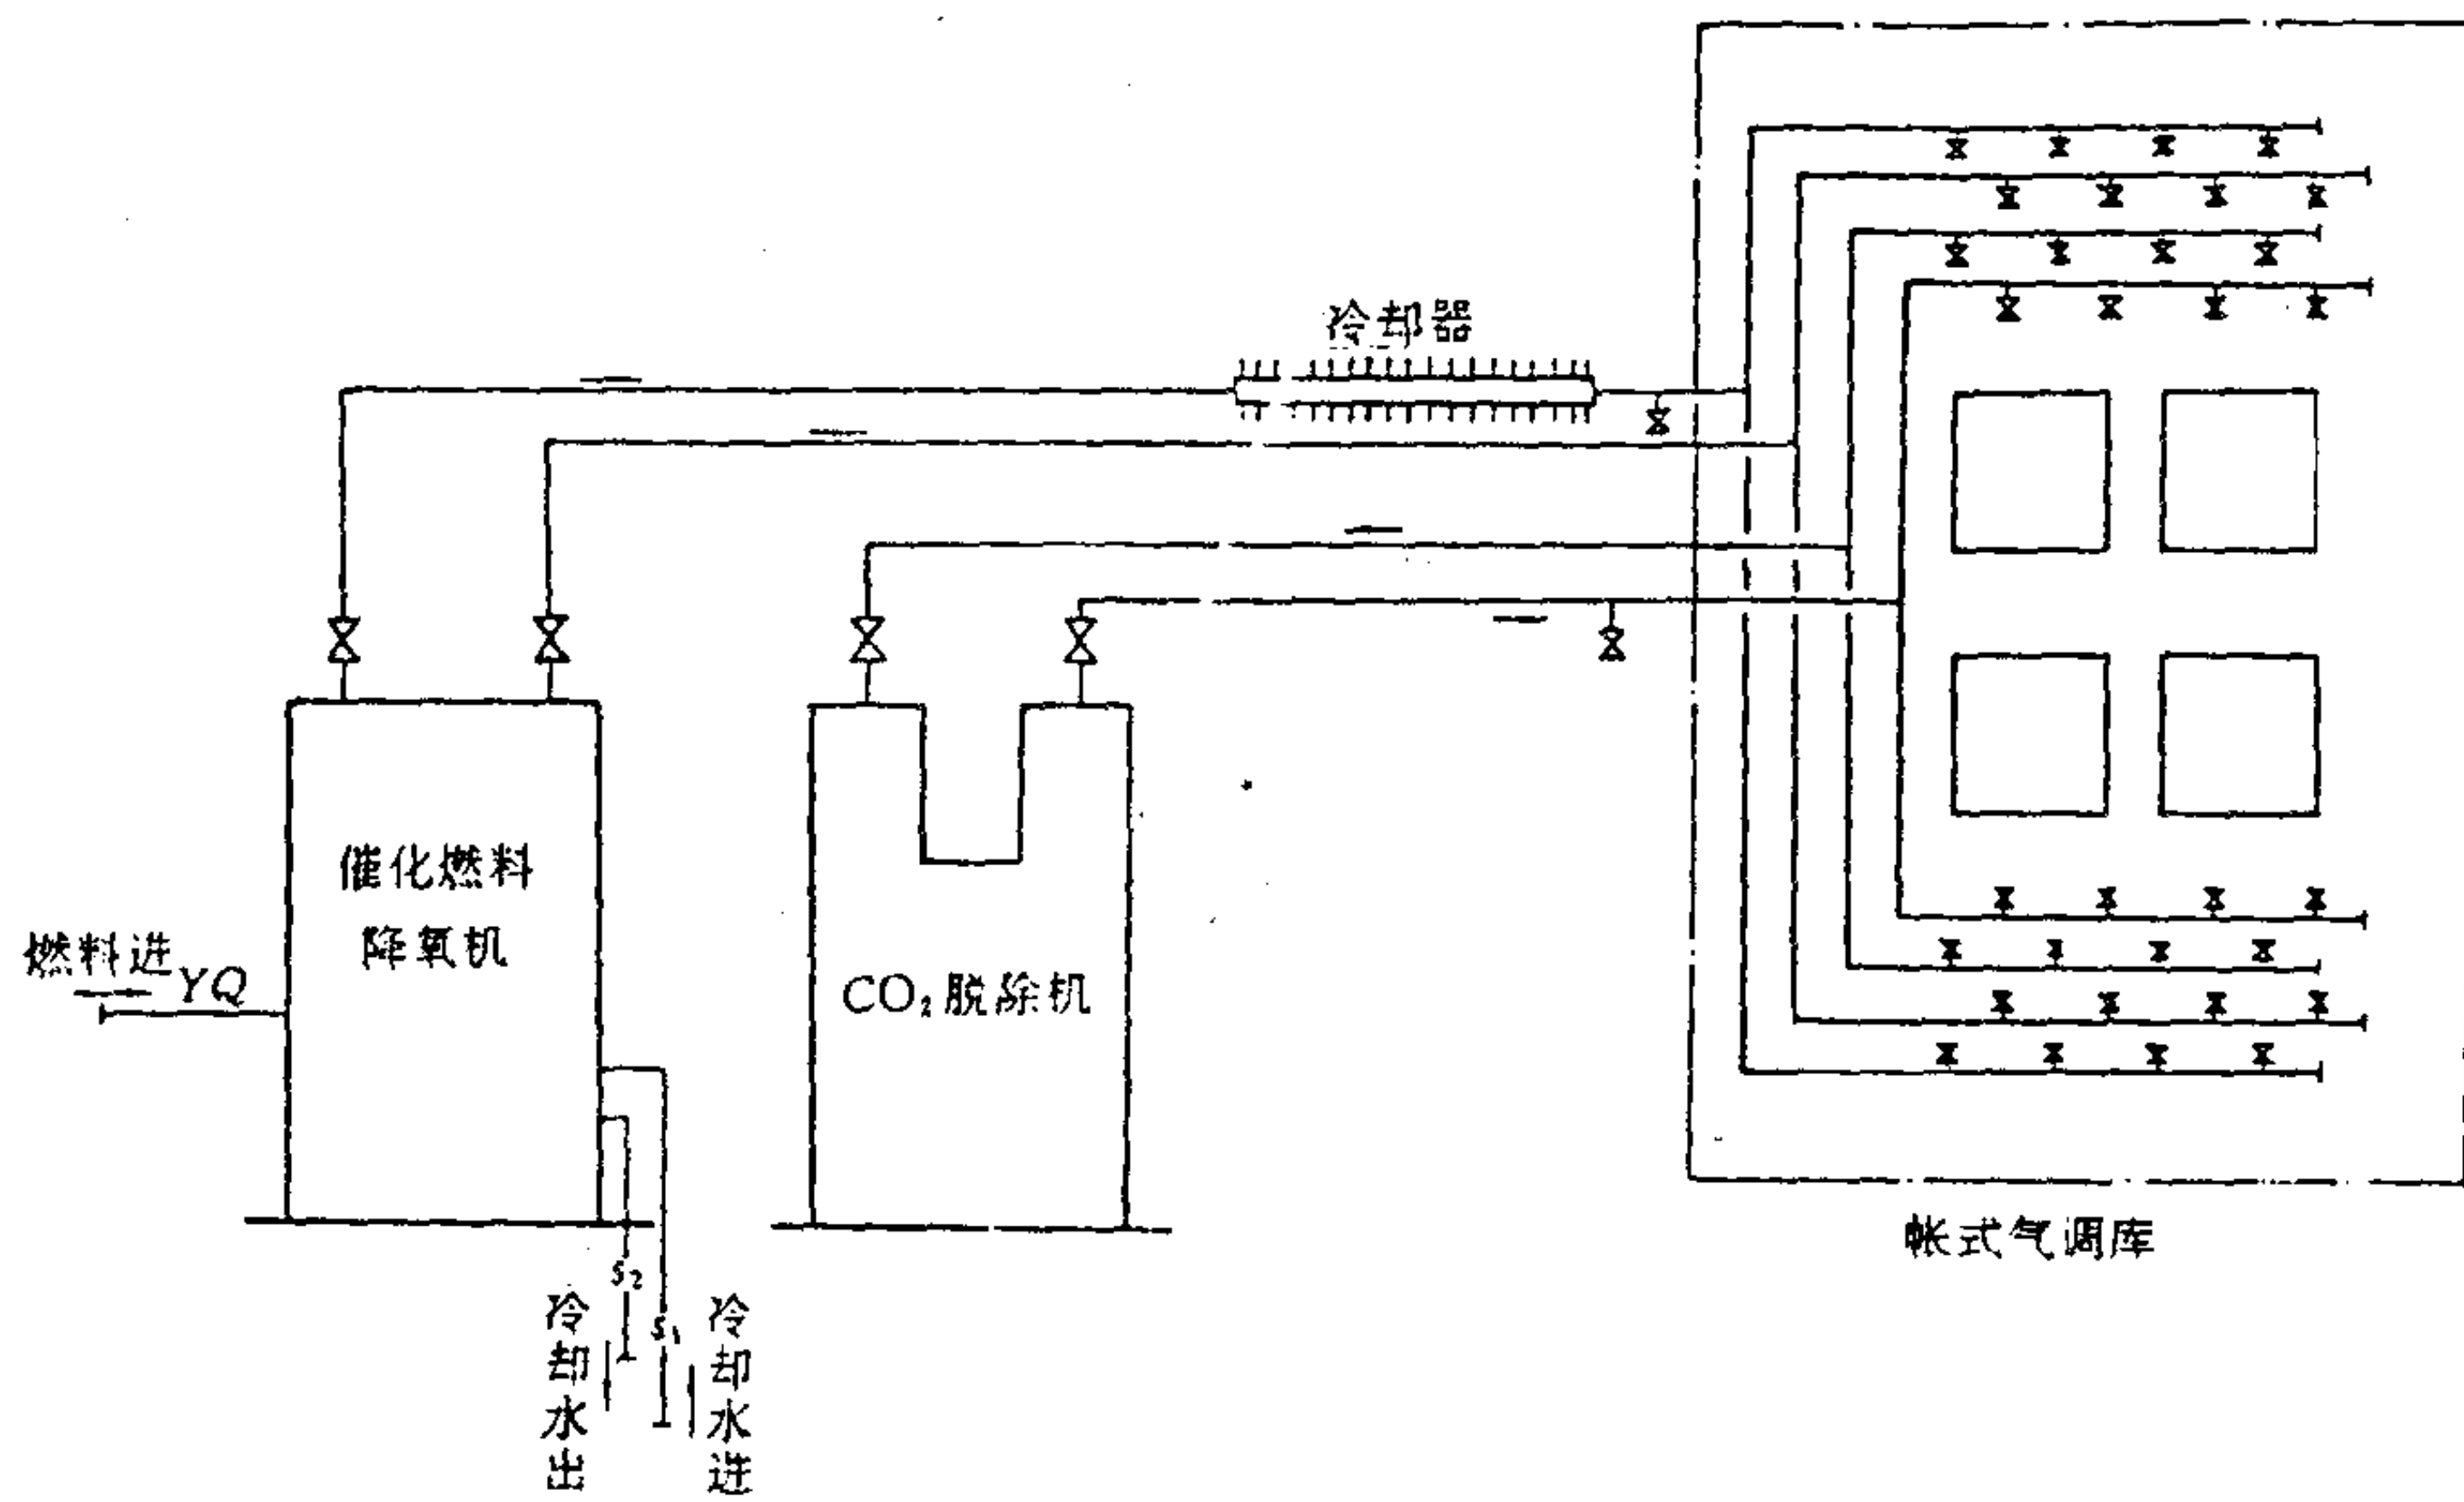 冷却器
催化燃料
降氧机
燃料进
YQ
CO₂脱除机
帐式气调库
S₂
S₁
冷却水出
冷却水进